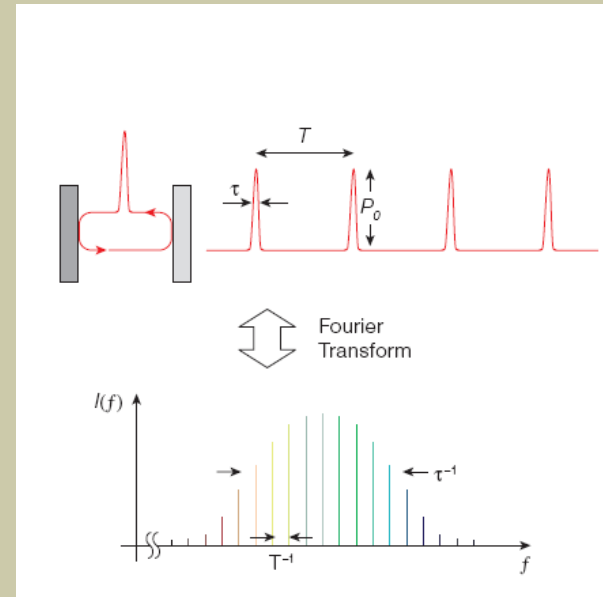 T
τ
P₀
Fourier
Transform
I(f)
τ⁻¹
T⁻¹
f